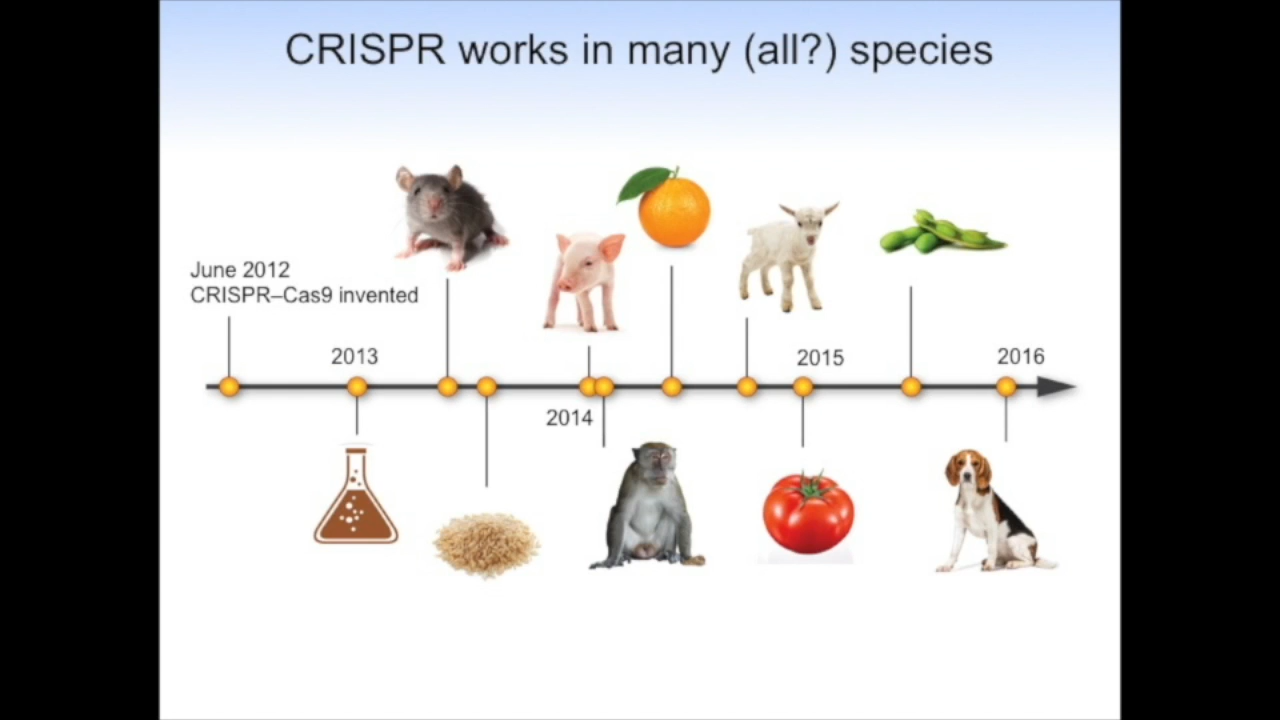 CRISPR works in many (all?) species
June 2012
CRISPR–Cas9 invented
2013
2014
2015
2016